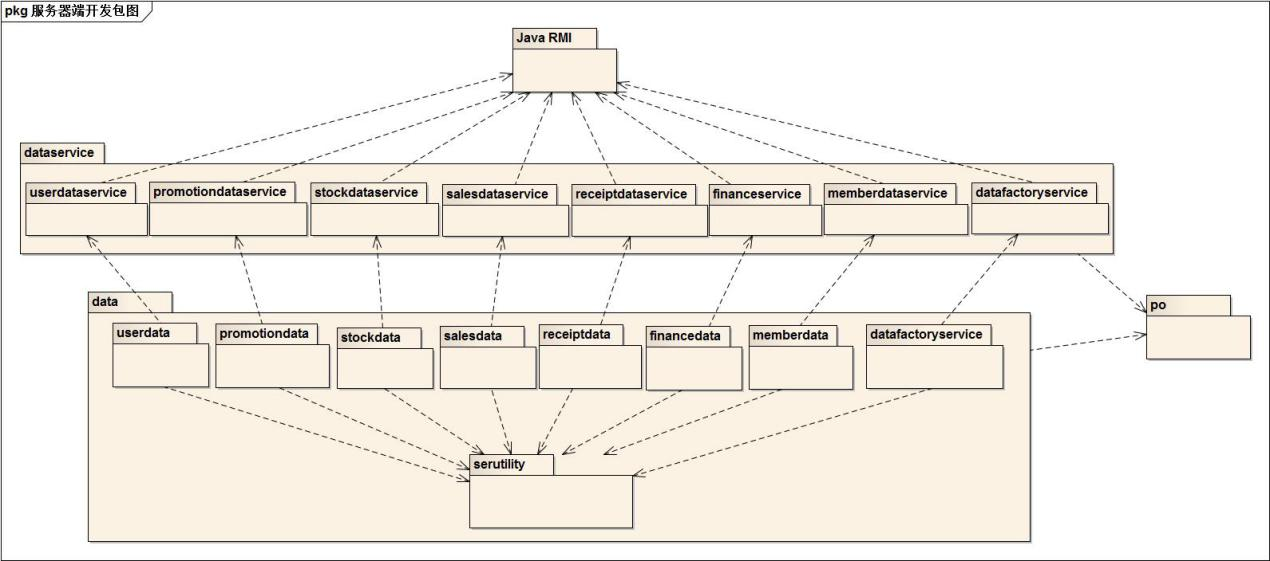 pkg 服务器端开发包图
Java RMI
dataservice
userdataservice
promotiondataservice
stockdataservice
salesdataservice
receiptdataservice
financeservice
memberdataservice
datafactoryservice
data
po
userdata
promotiondata
stockdata
salesdata
receiptdata
financedata
memberdata
datafactoryservice
serutility